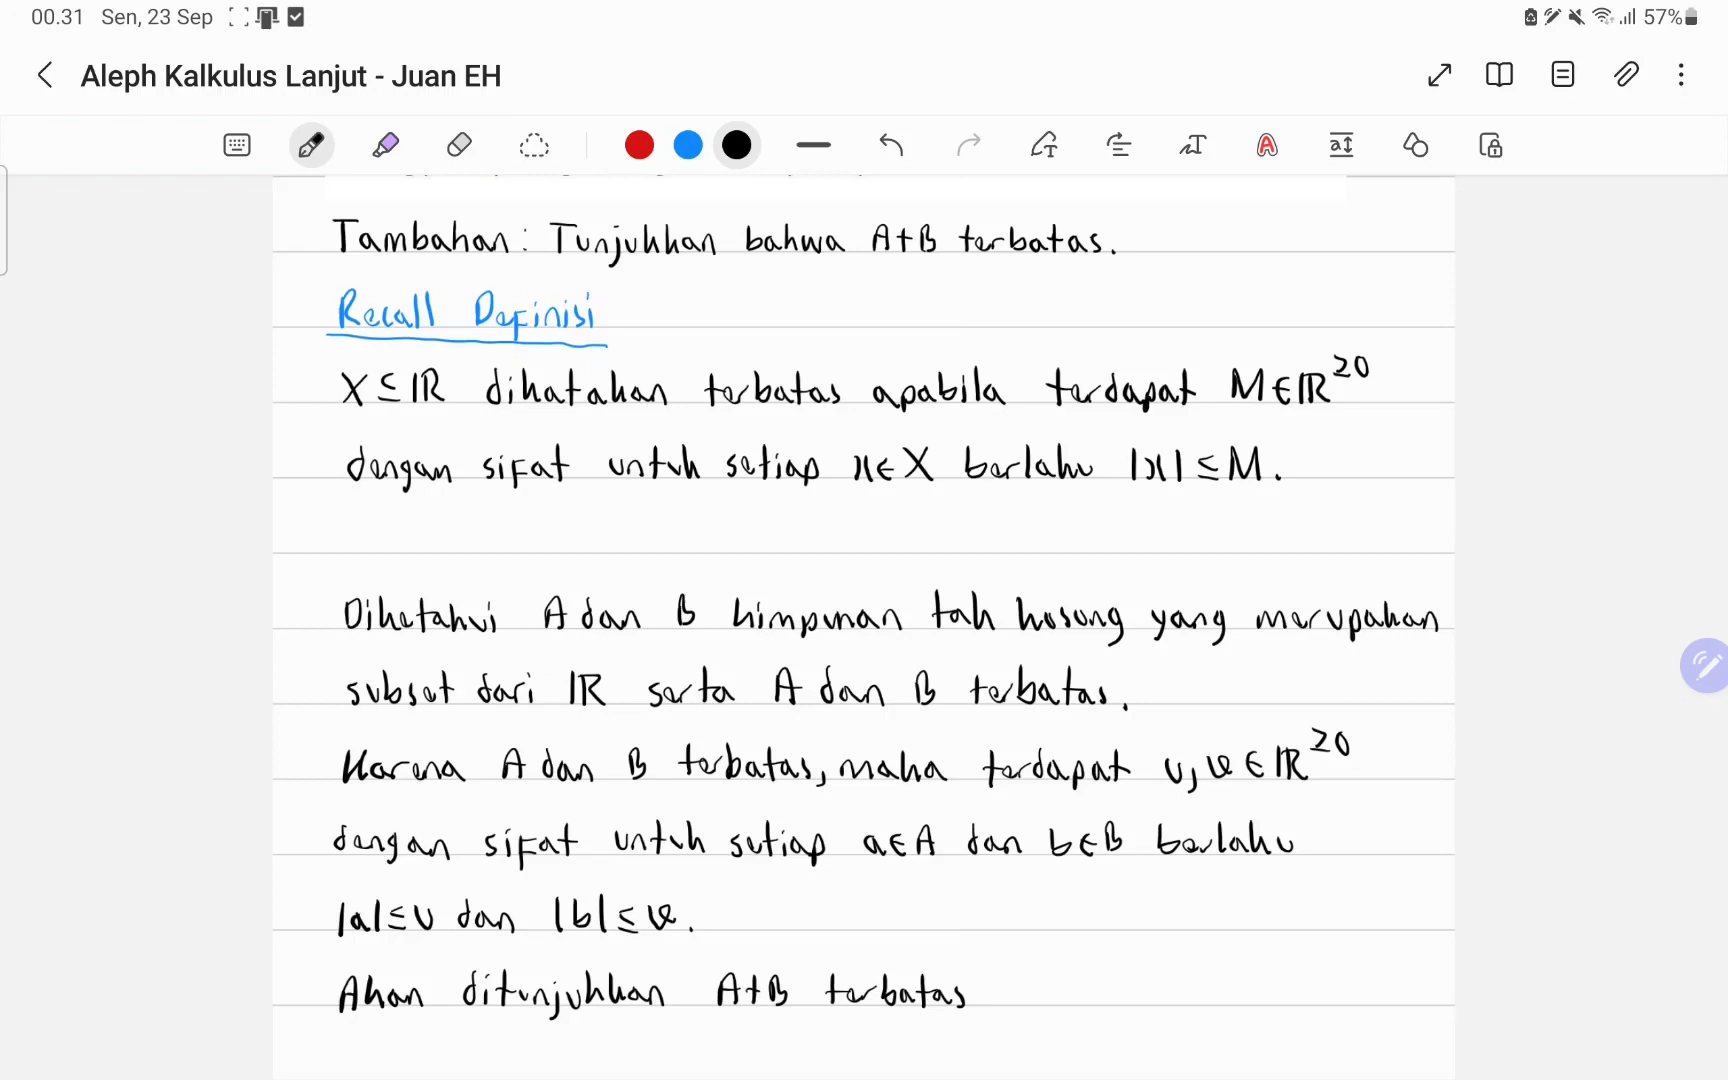 00.31 Sen, 23 Sep 57%
Aleph Kalkulus Lanjut - Juan EH
Tambahan: Tunjukkan bahwa A+B terbatas.
Recall Definisi
X ⊆ ℝ dikatakan terbatas apabila terdapat M ∈ ℝ^≥0
dengan sifat untuk setiap x ∈ X berlaku |x| ≤ M.
Diketahui A dan B himpunan tak kosong yang merupakan
subset dari ℝ serta A dan B terbatas.
Karena A dan B terbatas, maka terdapat u, v ∈ ℝ^≥0
dengan sifat untuk setiap a ∈ A dan b ∈ B berlaku
|a| ≤ u dan |b| ≤ v.
Akan ditunjukkan A+B terbatas